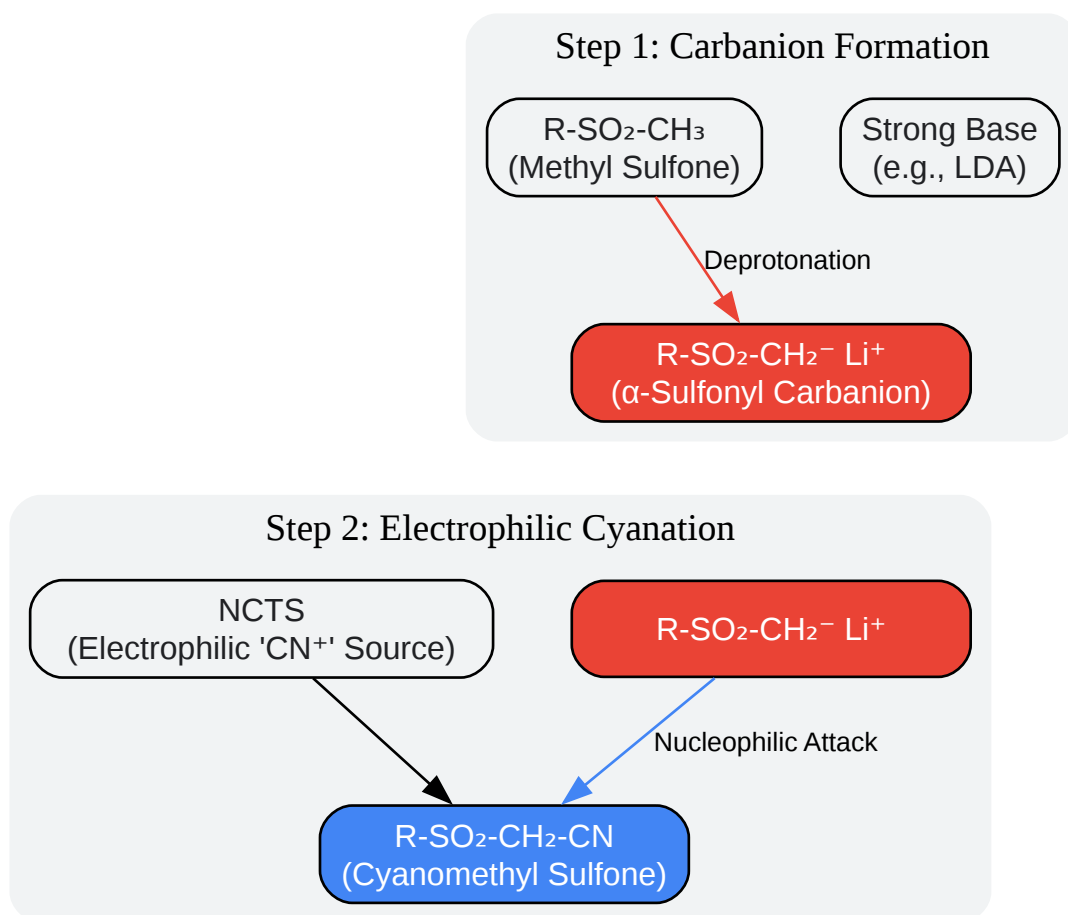 Step 1: Carbanion Formation
R-SO₂-CH₃
(Methyl Sulfone)
Strong Base
(e.g., LDA)
Deprotonation
R-SO₂-CH₂⁻ Li⁺
(α-Sulfonyl Carbanion)
Step 2: Electrophilic Cyanation
NCTS
(Electrophilic 'CN⁺' Source)
R-SO₂-CH₂⁻ Li⁺
Nucleophilic Attack
R-SO₂-CH₂-CN
(Cyanomethyl Sulfone)